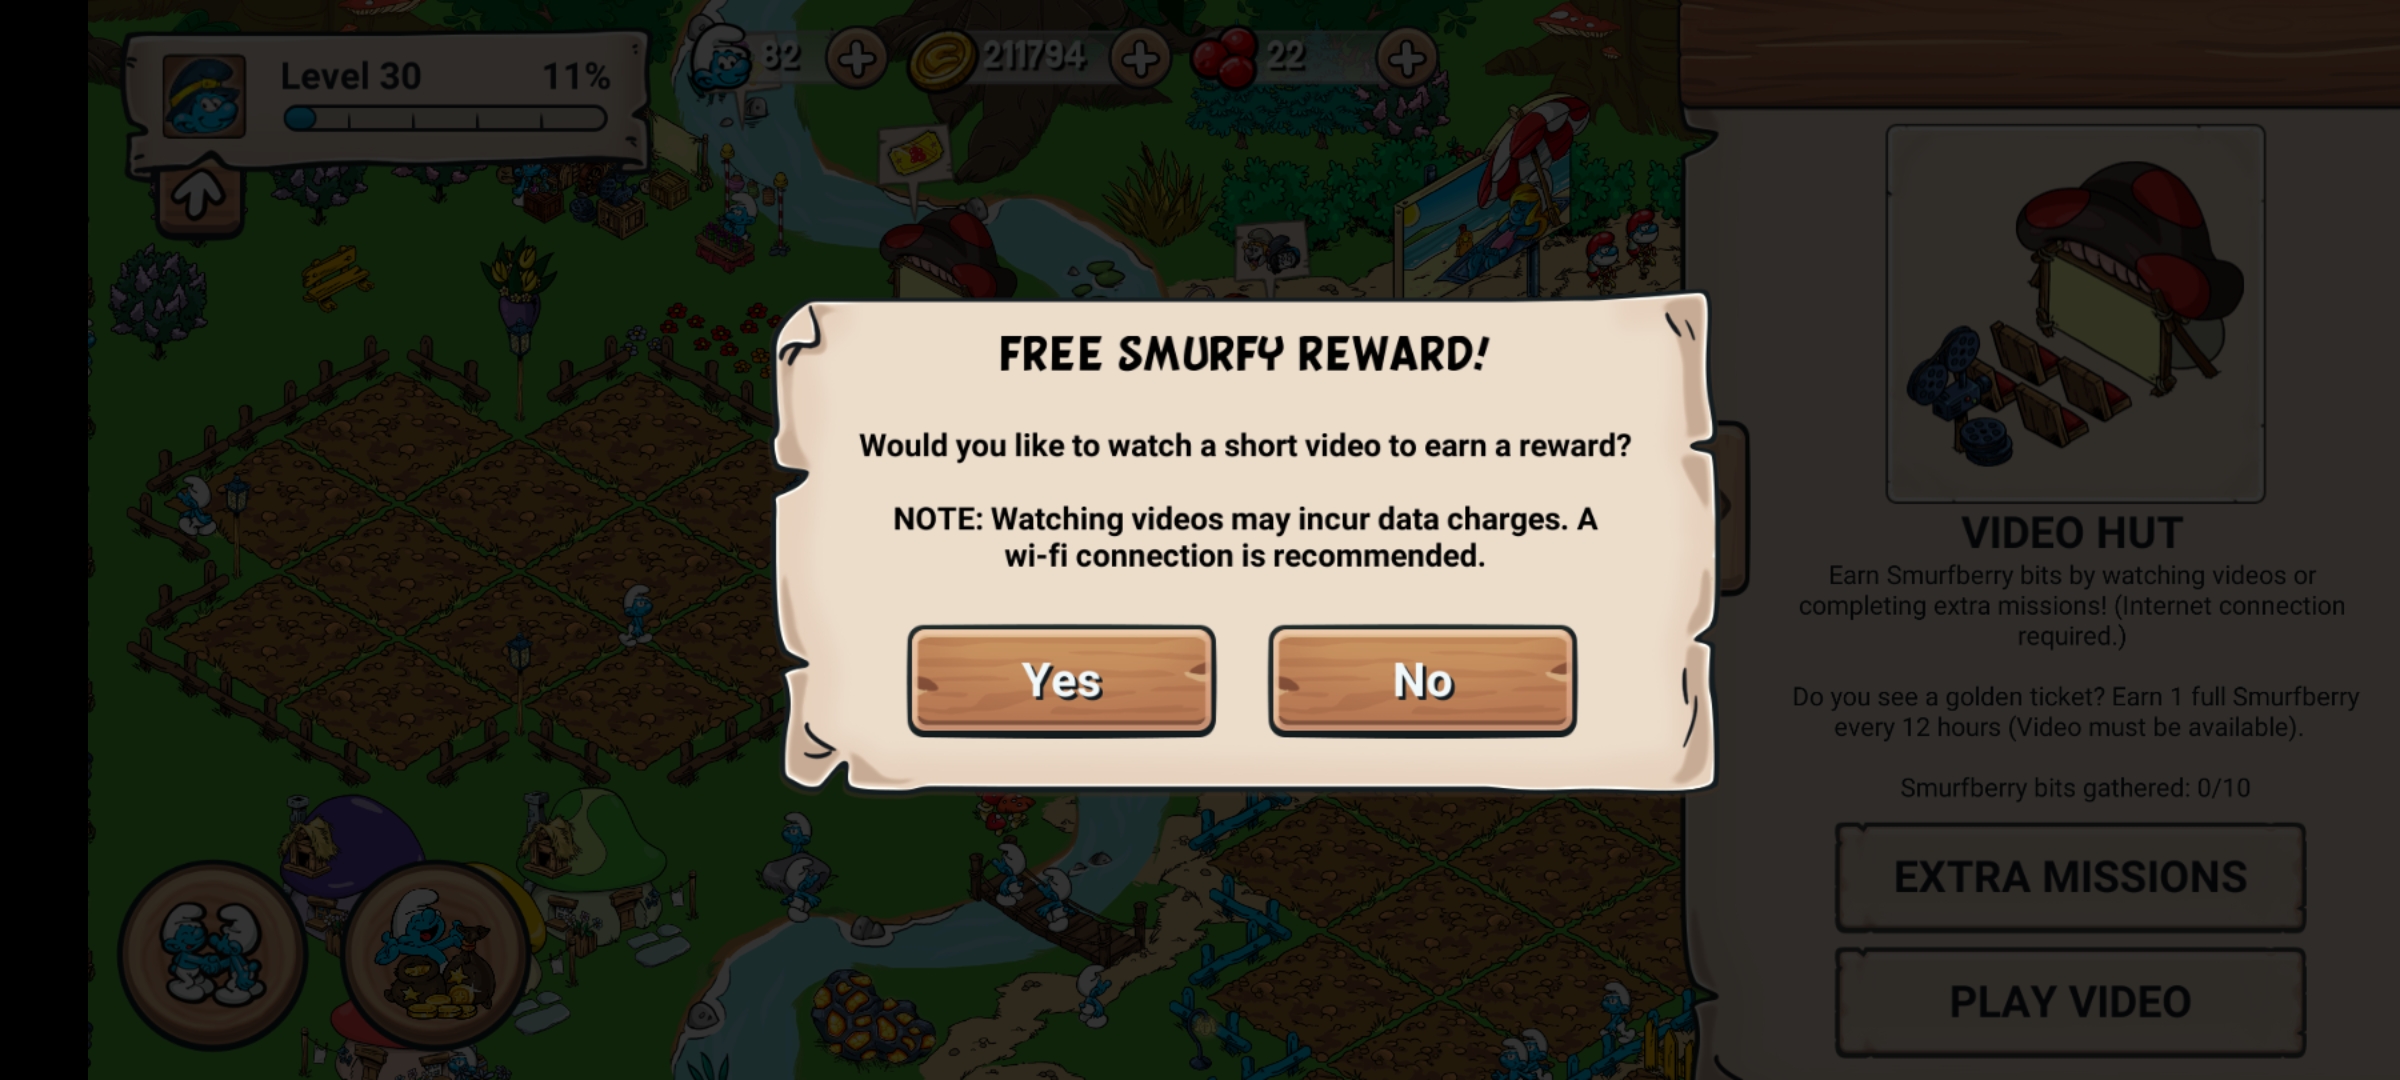 Level 30 11%
82
211794
22
FREE SMURFY REWARD!
Would you like to watch a short video to earn a reward?
NOTE: Watching videos may incur data charges. A
wi-fi connection is recommended.
Yes
No
VIDEO HUT
Earn Smurfberry bits by watching videos or
completing extra missions! (Internet connection
required.)
Do you see a golden ticket? Earn 1 full Smurfberry
every 12 hours (Video must be available).
Smurfberry bits gathered: 0/10
EXTRA MISSIONS
PLAY VIDEO